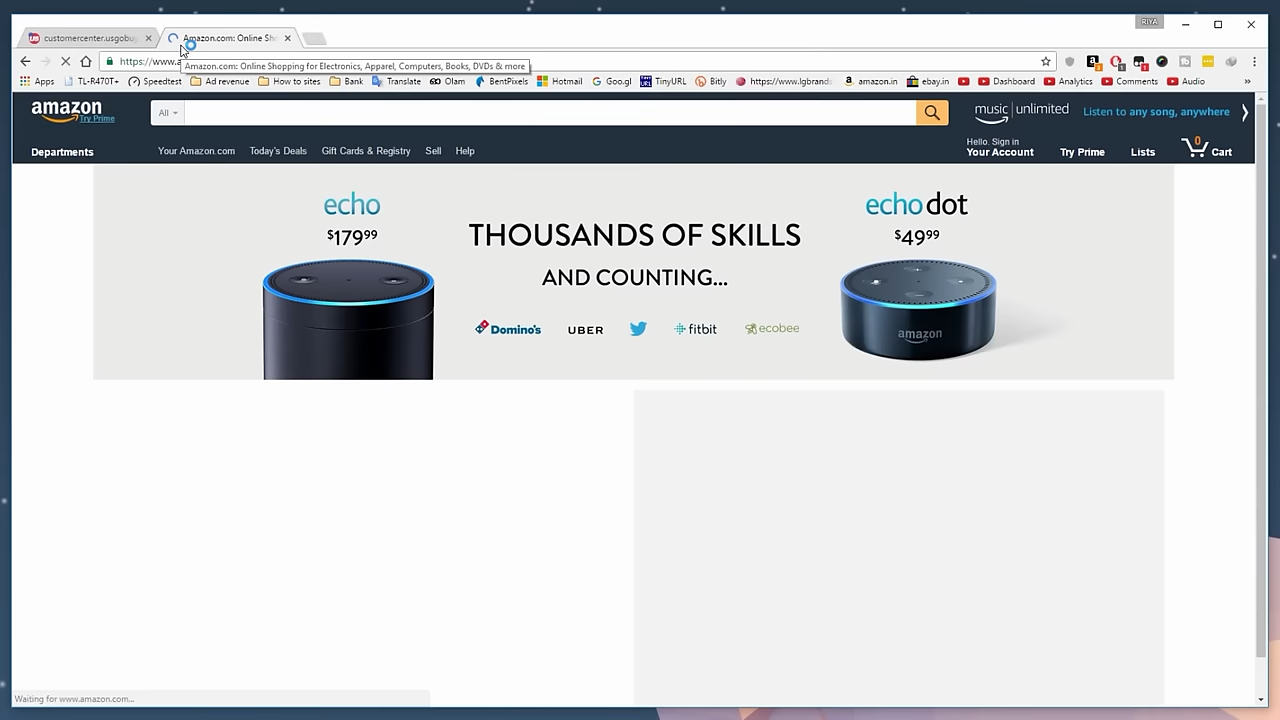 RIYA
customercenter.usgobuy
Amazon.com: Online Sho
https://www.a
Amazon.com: Online Shopping for Electronics, Apparel, Computers, Books, DVDs & more
Apps TL-R470T+ Speedtest Ad revenue How to sites Bank Translate Olam BentPixels Hotmail Goo.gl TinyURL Bitly https://www.lgbrands amazon.in ebay.in Dashboard Analytics Comments Audio »
amazon
Try Prime
All
music unlimited
Listen to any song, anywhere
Departments
Your Amazon.com Today's Deals Gift Cards & Registry Sell Help
Hello. Sign in
Your Account
Try Prime
Lists
0
Cart
echo
$179.99
THOUSANDS OF SKILLS
AND COUNTING...
Domino's UBER fitbit ecobee
echo dot
$49.99
amazon
Waiting for www.amazon.com...